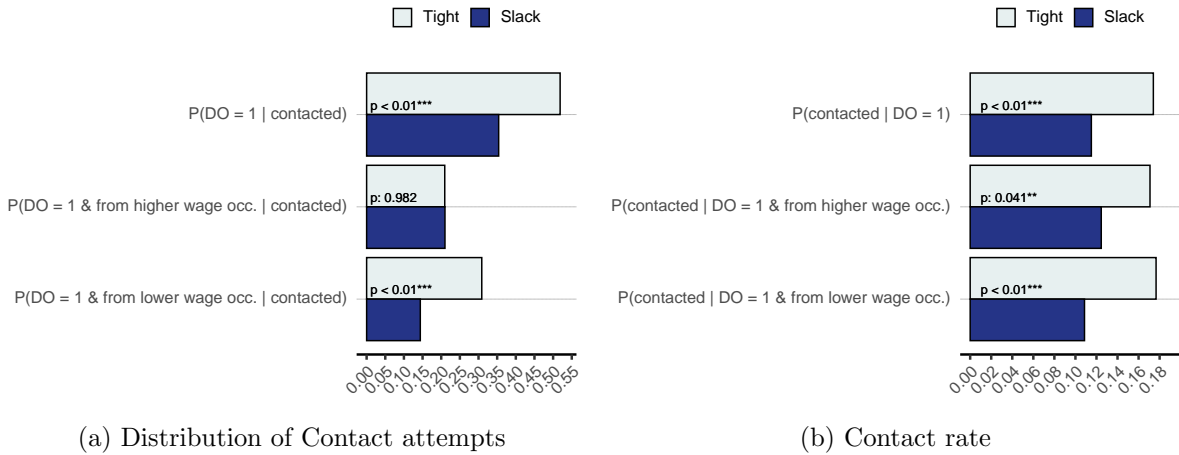 Tight Slack
P(DO = 1 | contacted)
p < 0.01***
P(DO = 1 & from higher wage occ. | contacted)
p: 0.982
P(DO = 1 & from lower wage occ. | contacted)
p < 0.01***
0.00 0.05 0.10 0.15 0.20 0.25 0.30 0.35 0.40 0.45 0.50 0.55
(a) Distribution of Contact attempts
Tight Slack
P(contacted | DO = 1)
p < 0.01***
P(contacted | DO = 1 & from higher wage occ.)
p: 0.041**
P(contacted | DO = 1 & from lower wage occ.)
p < 0.01***
0.00 0.02 0.04 0.06 0.08 0.10 0.12 0.14 0.16 0.18
(b) Contact rate